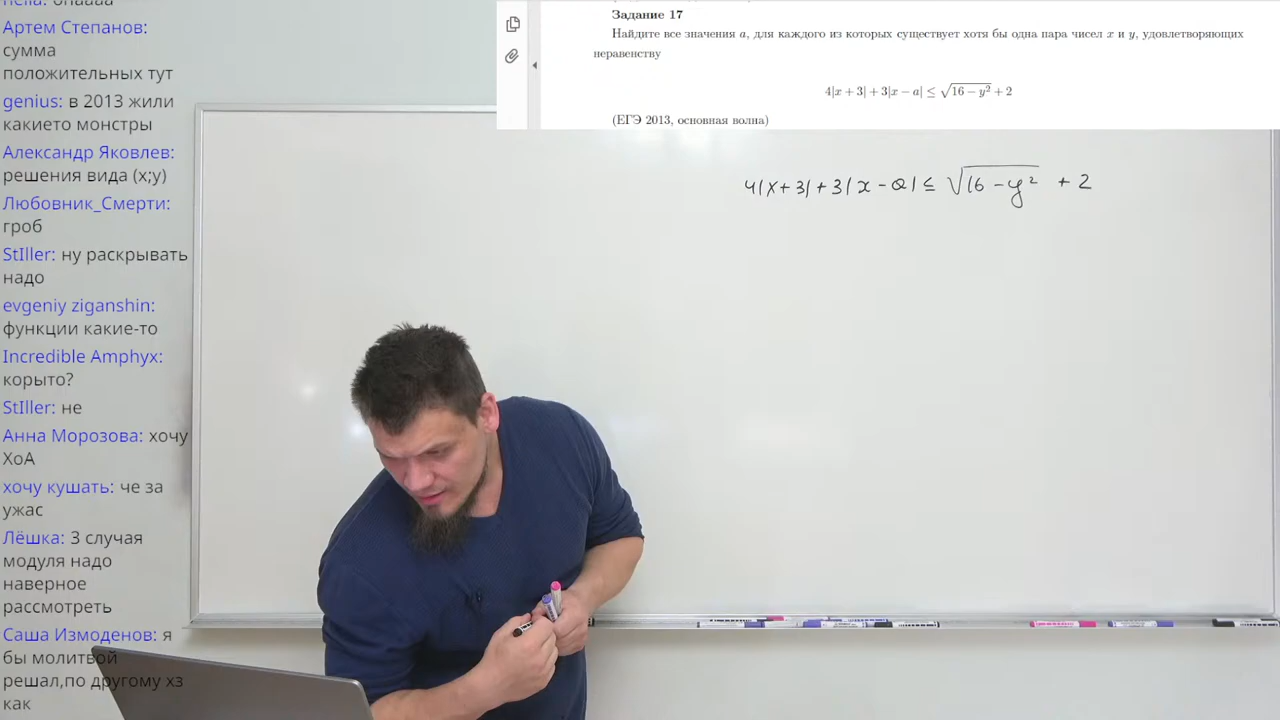 Артем Степанов:
сумма
положительных тут
genius: в 2013 жили
какието монстры
Александр Яковлев:
решения вида (x;y)
Любовник_Смерти:
гроб
StIller: ну раскрывать
надо
evgeniy ziganshin:
функции какие-то
Incredible Amphyx:
корыто?
StIller: не
Анна Морозова: хочу
ХоА
хочу кушать: че за
ужас
Лёшка: 3 случая
модуля надо
наверное
рассмотреть
Саша Измоденов: я
бы молитвой
решал,по другому хз
как
Задание 17
Найдите все значения a, для каждого из которых существует хотя бы одна пара чисел x и y, удовлетворяющих
неравенству
4|x + 3| + 3|x − a| ≤ √(16 − y²) + 2
(ЕГЭ 2013, основная волна)
4|x+3|+3|x-a| ≤ √(16-y²) + 2